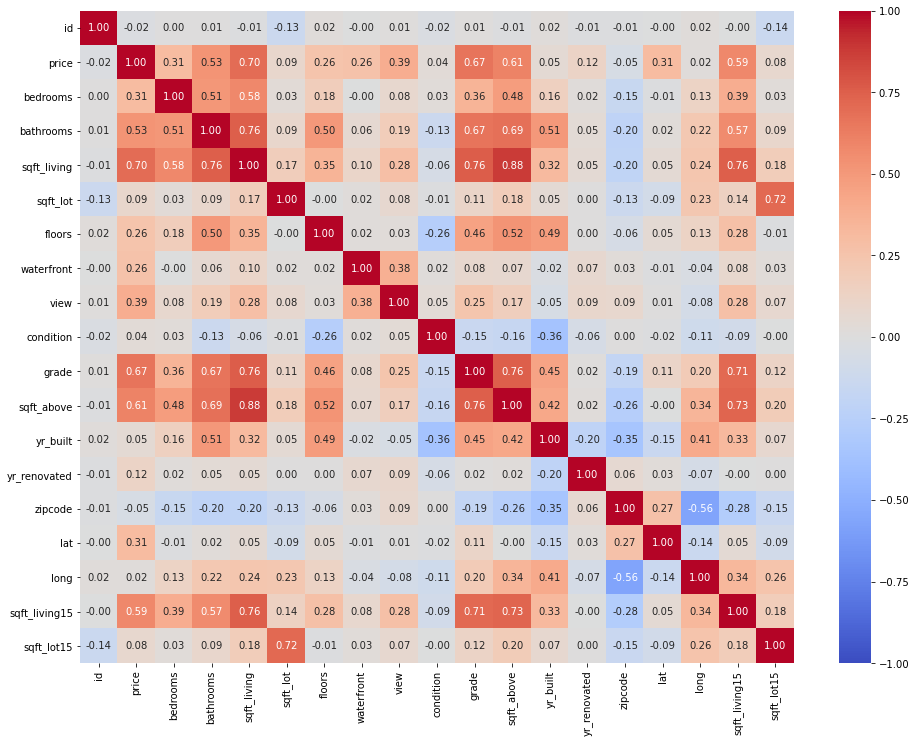 id 1.00 -0.02 0.00 0.01 -0.01 -0.13 0.02 -0.00 0.01 -0.02 0.01 -0.01 0.02 -0.01 -0.01 -0.00 0.02 -0.00 -0.14
price -0.02 1.00 0.31 0.53 0.70 0.09 0.26 0.26 0.39 0.04 0.67 0.61 0.05 0.12 -0.05 0.31 0.02 0.59 0.08
bedrooms 0.00 0.31 1.00 0.51 0.58 0.03 0.18 -0.00 0.08 0.03 0.36 0.48 0.16 0.02 -0.15 -0.01 0.13 0.39 0.03
bathrooms 0.01 0.53 0.51 1.00 0.76 0.09 0.50 0.06 0.19 -0.13 0.67 0.69 0.51 0.05 -0.20 0.02 0.22 0.57 0.09
sqft_living -0.01 0.70 0.58 0.76 1.00 0.17 0.35 0.10 0.28 -0.06 0.76 0.88 0.32 0.05 -0.20 0.05 0.24 0.76 0.18
sqft_lot -0.13 0.09 0.03 0.09 0.17 1.00 -0.00 0.02 0.08 -0.01 0.11 0.18 0.05 0.00 -0.13 -0.09 0.23 0.14 0.72
floors 0.02 0.26 0.18 0.50 0.35 -0.00 1.00 0.02 0.03 -0.26 0.46 0.52 0.49 0.00 -0.06 0.05 0.13 0.28 -0.01
waterfront -0.00 0.26 -0.00 0.06 0.10 0.02 0.02 1.00 0.38 0.02 0.08 0.07 -0.02 0.07 0.03 -0.01 -0.04 0.08 0.03
view 0.01 0.39 0.08 0.19 0.28 0.08 0.03 0.38 1.00 0.05 0.25 0.17 -0.05 0.09 0.09 0.01 -0.08 0.28 0.07
condition -0.02 0.04 0.03 -0.13 -0.06 -0.01 -0.26 0.02 0.05 1.00 -0.15 -0.16 -0.36 -0.06 0.00 -0.02 -0.11 -0.09 -0.00
grade 0.01 0.67 0.36 0.67 0.76 0.11 0.46 0.08 0.25 -0.15 1.00 0.76 0.45 0.02 -0.19 0.11 0.20 0.71 0.12
sqft_above -0.01 0.61 0.48 0.69 0.88 0.18 0.52 0.07 0.17 -0.16 0.76 1.00 0.42 0.02 -0.26 -0.00 0.34 0.73 0.20
yr_built 0.02 0.05 0.16 0.51 0.32 0.05 0.49 -0.02 -0.05 -0.36 0.45 0.42 1.00 -0.20 -0.35 -0.15 0.41 0.33 0.07
yr_renovated -0.01 0.12 0.02 0.05 0.05 0.00 0.00 0.07 0.09 -0.06 0.02 0.02 -0.20 1.00 0.06 0.03 -0.07 -0.00 0.00
zipcode -0.01 -0.05 -0.15 -0.20 -0.20 -0.13 -0.06 0.03 0.09 0.00 -0.19 -0.26 -0.35 0.06 1.00 0.27 -0.56 -0.28 -0.15
lat -0.00 0.31 -0.01 0.02 0.05 -0.09 0.05 -0.01 0.01 -0.02 0.11 -0.00 -0.15 0.03 0.27 1.00 -0.14 0.05 -0.09
long 0.02 0.02 0.13 0.22 0.24 0.23 0.13 -0.04 -0.08 -0.11 0.20 0.34 0.41 -0.07 -0.56 -0.14 1.00 0.34 0.26
sqft_living15 -0.00 0.59 0.39 0.57 0.76 0.14 0.28 0.08 0.28 -0.09 0.71 0.73 0.33 -0.00 -0.28 0.05 0.34 1.00 0.18
sqft_lot15 -0.14 0.08 0.03 0.09 0.18 0.72 -0.01 0.03 0.07 -0.00 0.12 0.20 0.07 0.00 -0.15 -0.09 0.26 0.18 1.00
id price bedrooms bathrooms sqft_living sqft_lot floors waterfront view condition grade sqft_above yr_built yr_renovated zipcode lat long sqft_living15 sqft_lot15
1.00
0.75
0.50
0.25
0.00
-0.25
-0.50
-0.75
-1.00